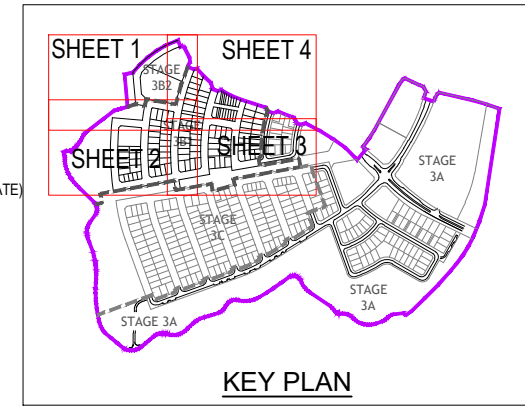 SHEET 1
SHEET 4
STAGE
3B2
STAGE
SHEET 2
SHEET 3
ATE)
STAGE
3A
STAGE
3C
STAGE
3A
STAGE 3A
KEY PLAN